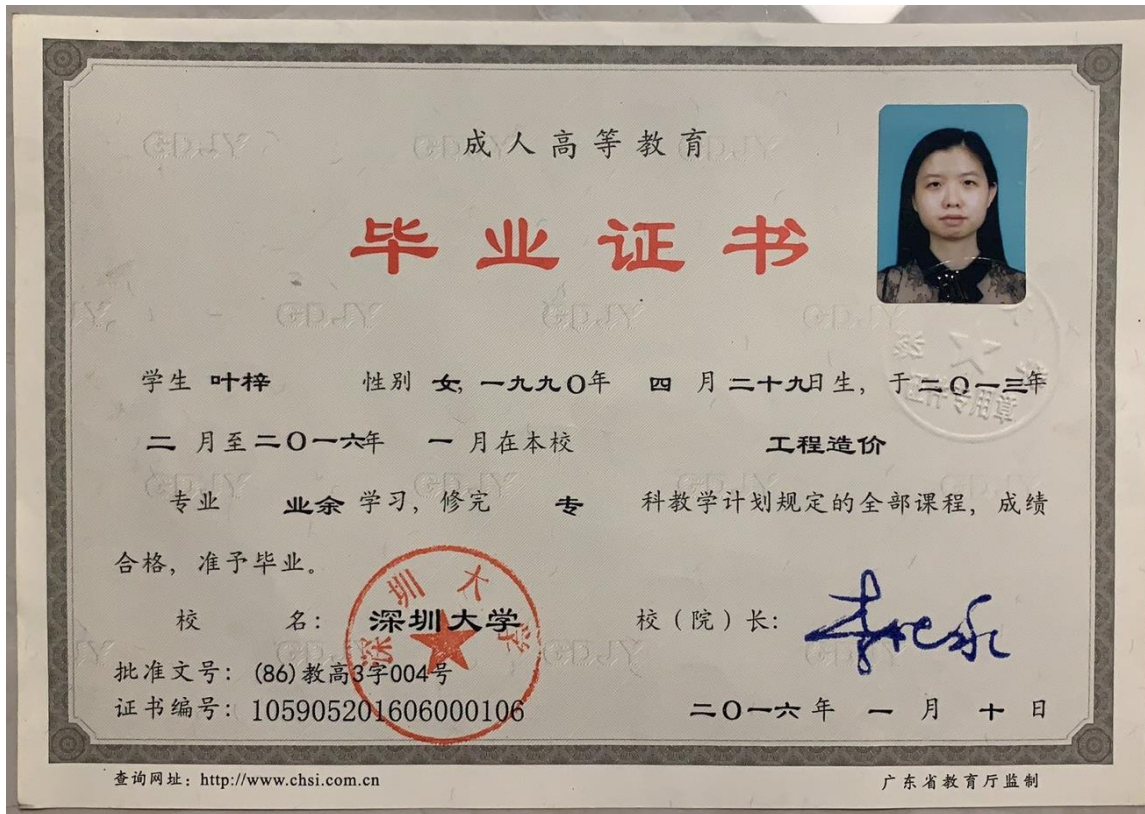 成人高等教育
毕业证书
学生 叶梓 性别 女, 一九九〇年 四 月 二十九日生，于二〇一三年
二 月至二〇一六年 一 月在本校 工程造价
专业 业余 学习，修完 专 科教学计划规定的全部课程，成绩
合格，准予毕业。
校 名： 深圳大学 校（院）长：
深圳大学
批准文号：(86)教高3字004号
证书编号：105905201606000106 二〇一六 年 一 月 十 日
查询网址：http://www.chsi.com.cn 广东省教育厅监制